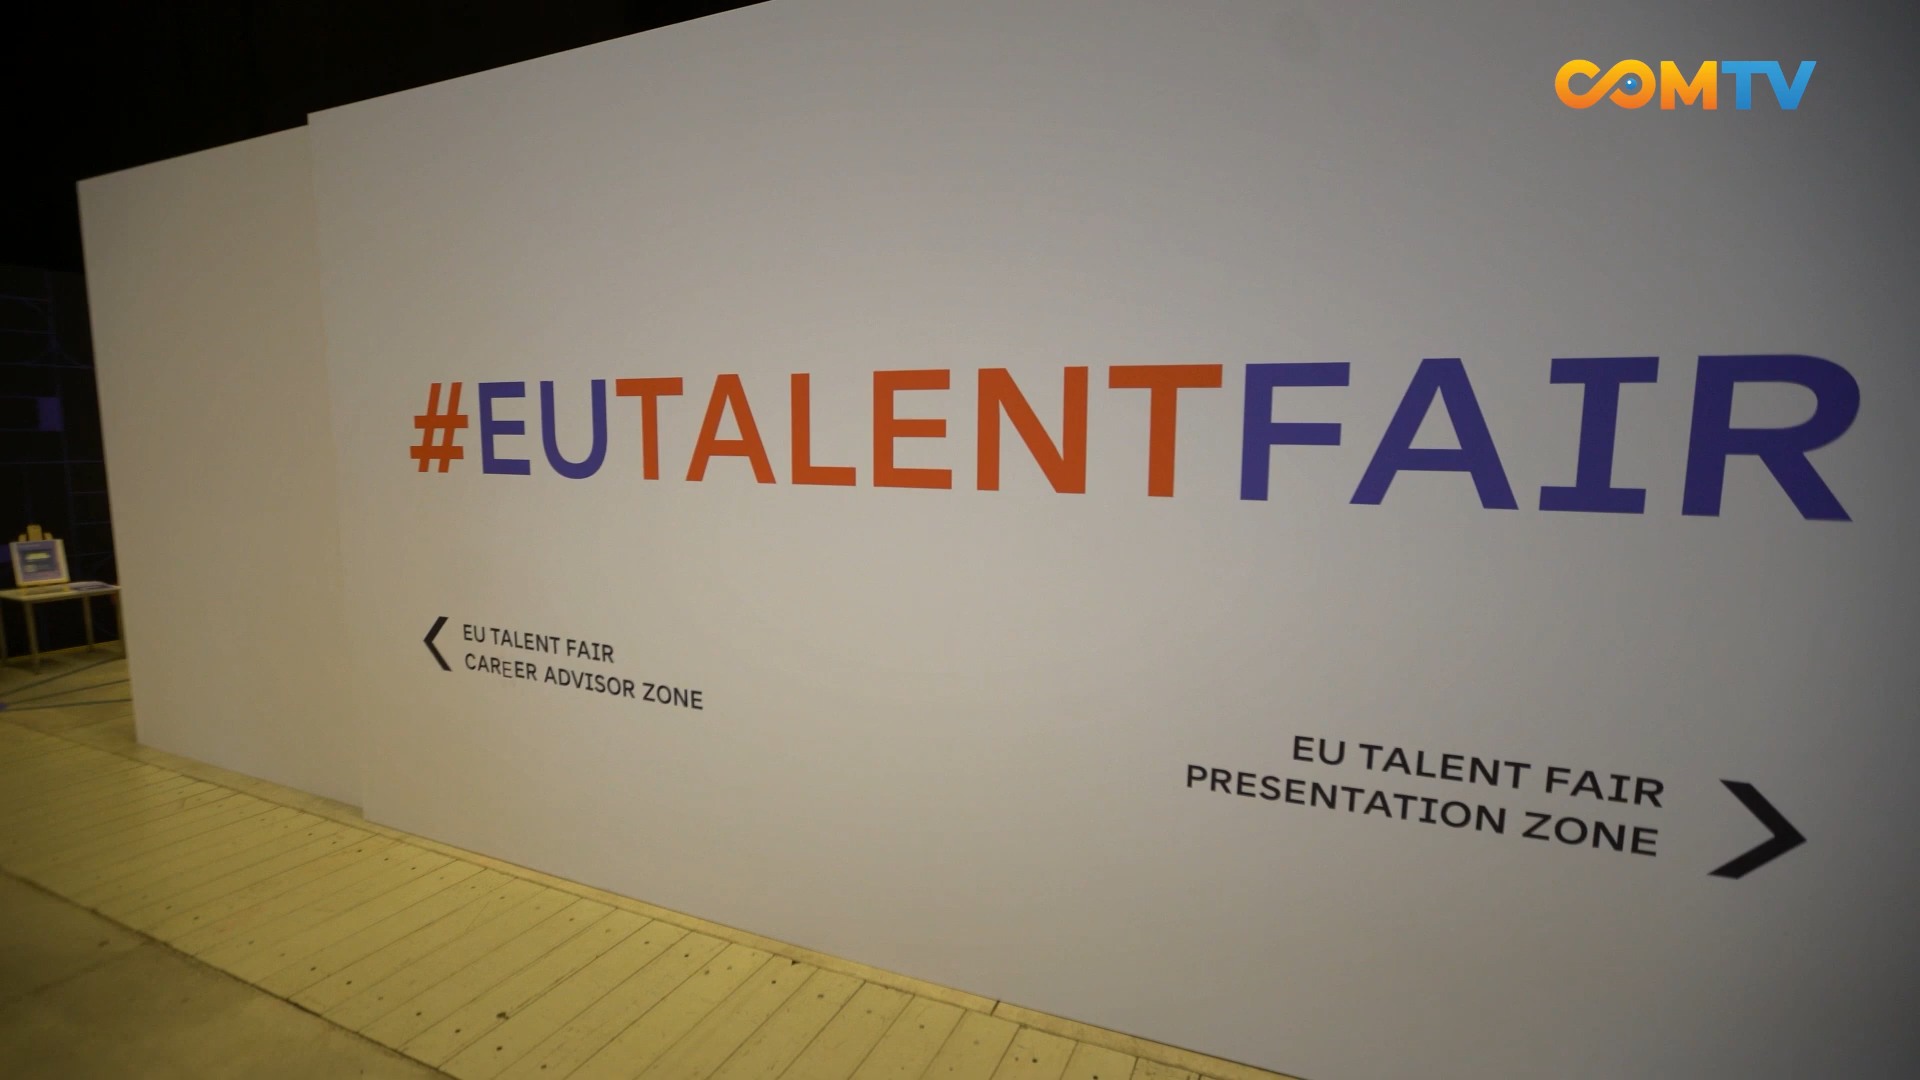 COMTV
#EUTALENTFAIR
EU TALENT FAIR
CAREER ADVISOR ZONE
EU TALENT FAIR
PRESENTATION ZONE